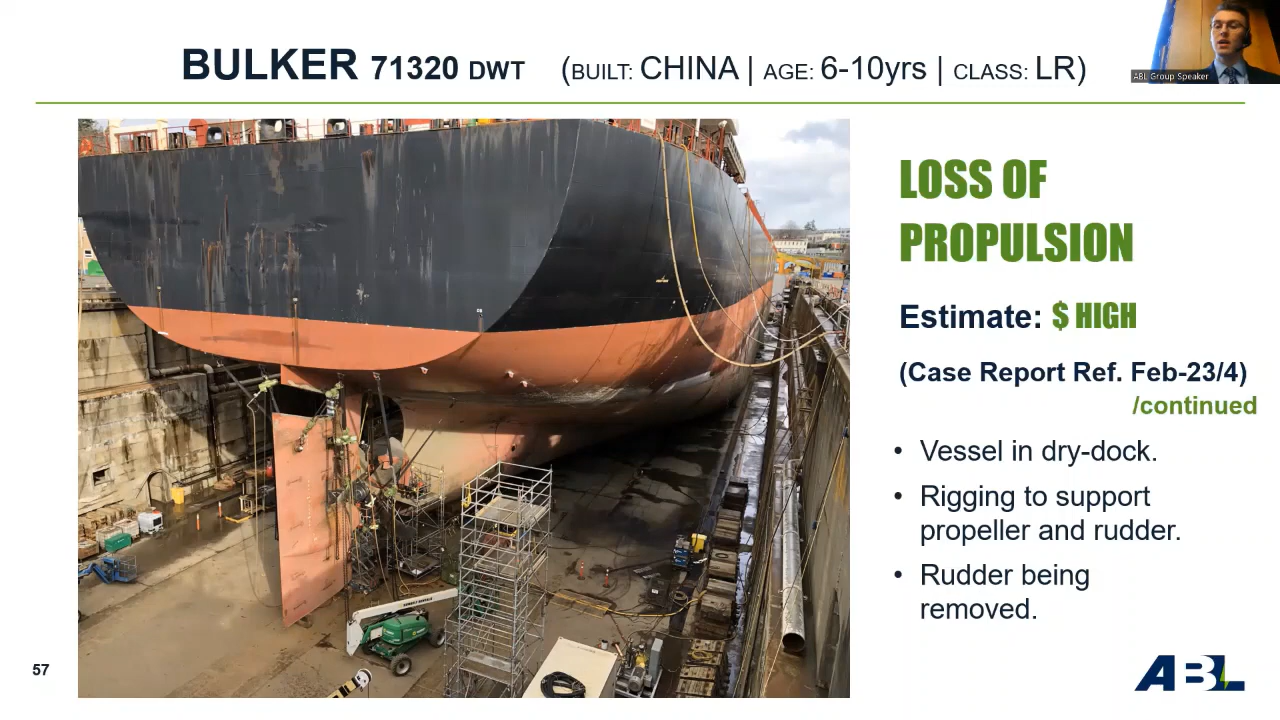 BULKER 71320 DWT (BUILT: CHINA | AGE: 6-10yrs | CLASS: LR)
ABL Group Speaker
LOSS OF
PROPULSION
Estimate: $ HIGH
(Case Report Ref. Feb-23/4)
/continued
• Vessel in dry-dock.
• Rigging to support
propeller and rudder.
• Rudder being
removed.
57
ABL